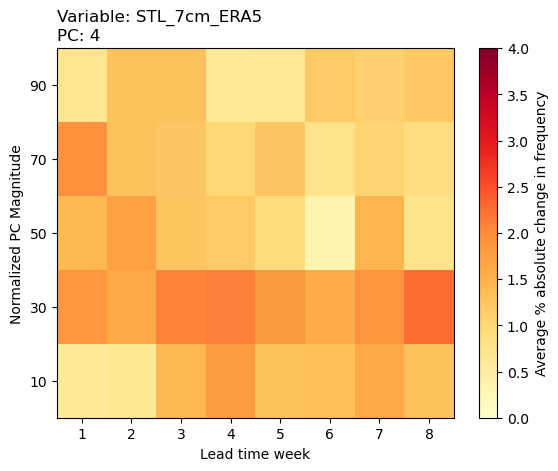 Variable: STL_7cm_ERA5
PC: 4
Normalized PC Magnitude
90
70
50
30
10
1 2 3 4 5 6 7 8
Lead time week
4.0
3.5
3.0
2.5
2.0
1.5
1.0
0.5
0.0
Average % absolute change in frequency